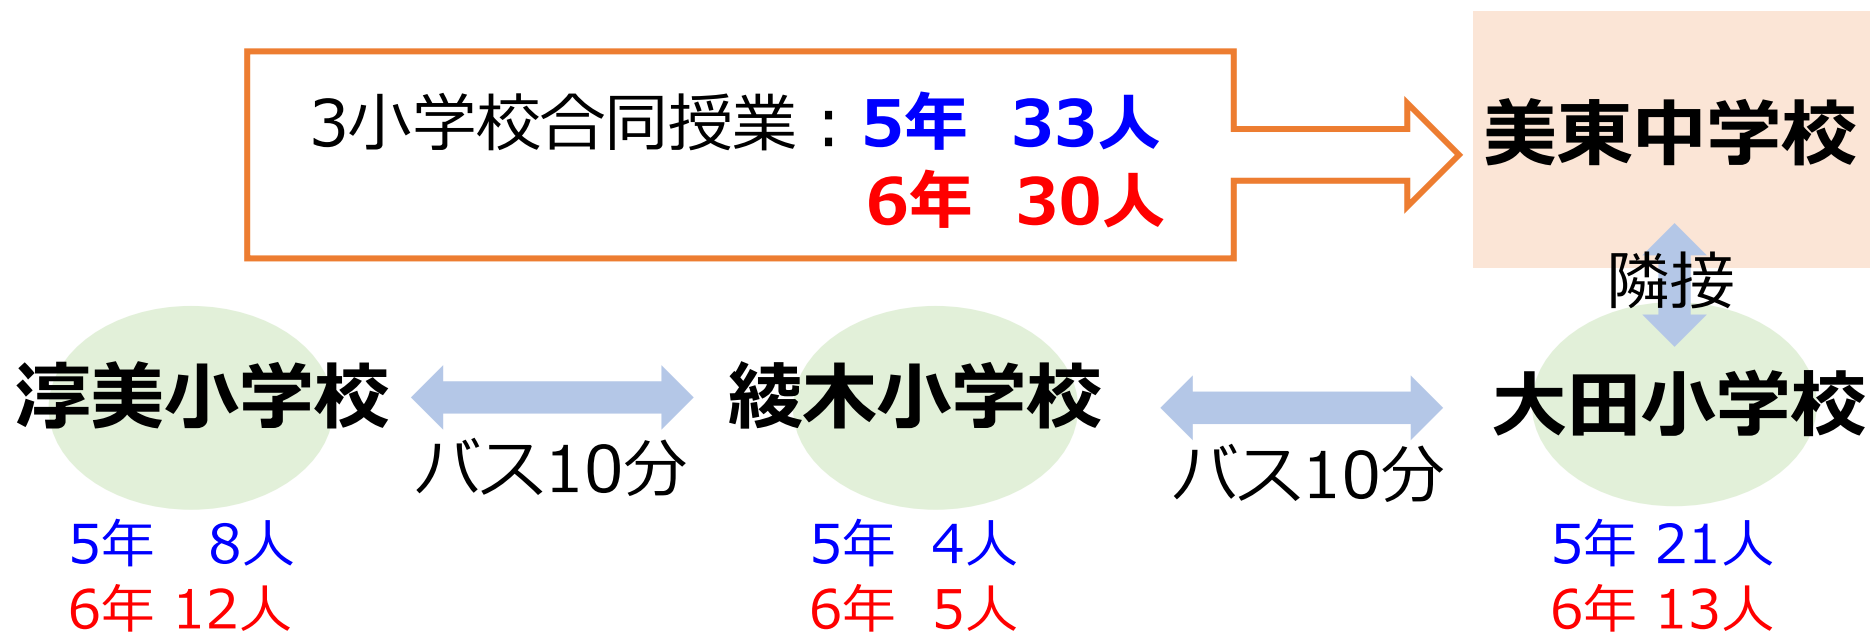 3小学校合同授業：5年 33人
6年 30人
美東中学校
隣接
淳美小学校
バス10分
綾木小学校
バス10分
大田小学校
5年 8人
6年 12人
5年 4人
6年 5人
5年 21人
6年 13人